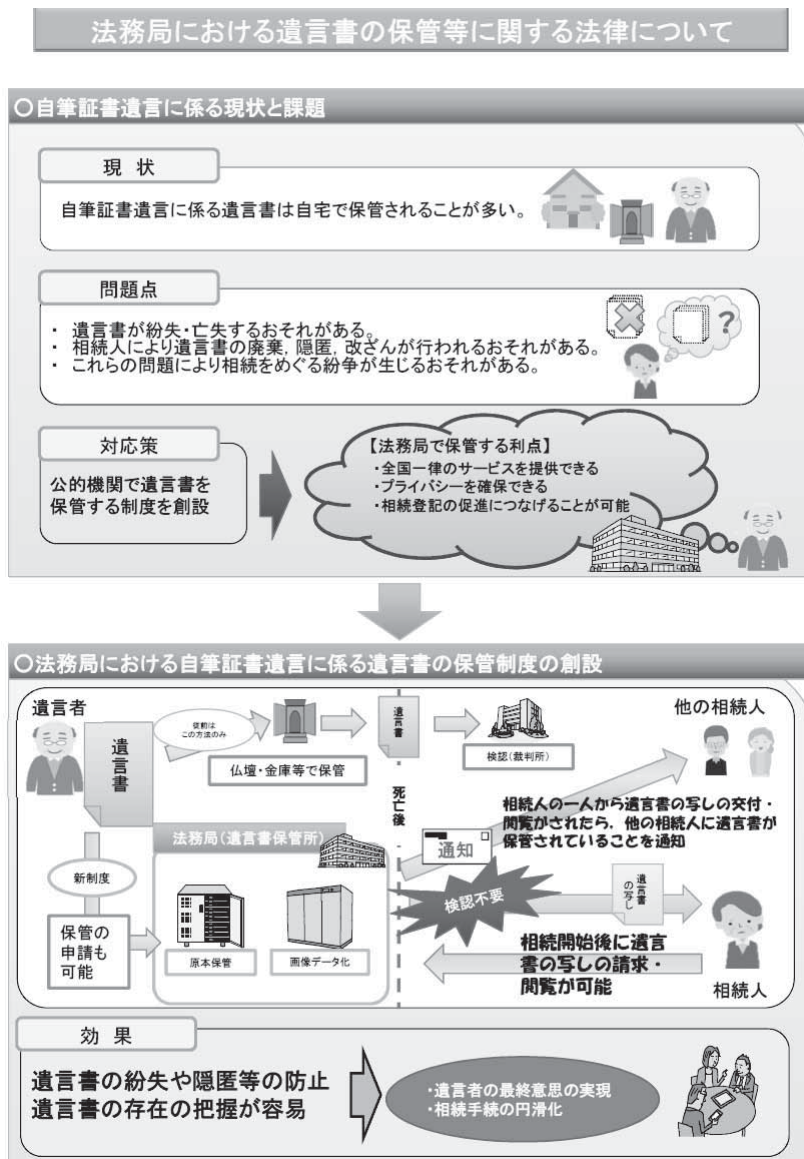 法務局における遺言書の保管等に関する法律について
○自筆証書遺言に係る現状と課題
現 状
自筆証書遺言に係る遺言書は自宅で保管されることが多い。
問題点
・ 遺言書が紛失・亡失するおそれがある。
・ 相続人により遺言書の廃棄，隠匿，改ざんが行われるおそれがある。
・ これらの問題により相続をめぐる紛争が生じるおそれがある。
?
対応策
公的機関で遺言書を
保管する制度を創設
【法務局で保管する利点】
・全国一律のサービスを提供できる
・プライバシーを確保できる
・相続登記の促進につなげることが可能
○法務局における自筆証書遺言に係る遺言書の保管制度の創設
遺言者
遺言書
従前は
この方法のみ
仏壇・金庫等で保管
遺言書
検認（裁判所）
他の相続人
死亡後
相続人の一人から遺言書の写しの交付・
閲覧がされたら，他の相続人に遺言書が
保管されていることを通知
通知
法務局（遺言書保管所）
新制度
保管の
申請も
可能
原本保管
画像データ化
検認不要
遺言書
の写し
相続開始後に遺言
書の写しの請求・
閲覧が可能
相続人
効 果
遺言書の紛失や隠匿等の防止
遺言書の存在の把握が容易
・遺言者の最終意思の実現
・相続手続の円滑化